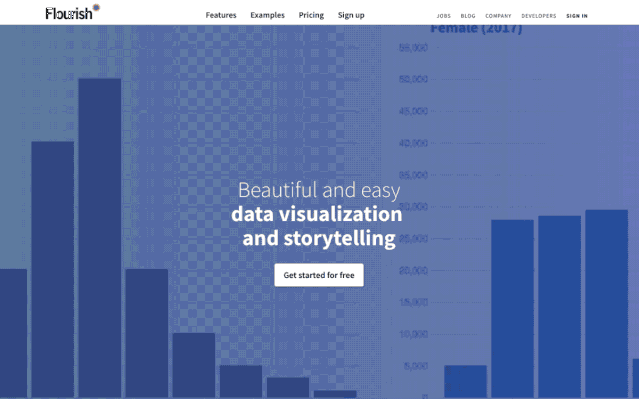 Flourish
Features Examples Pricing Sign up
JOBS BLOG COMPANY DEVELOPERS SIGN IN
Female (2017)
55,000
50,000
45,000
40,000
35,000
Beautiful and easy
30,000
data visualization
25,000
and storytelling
20,000
Get started for free
15,000
10,000
5,000
0